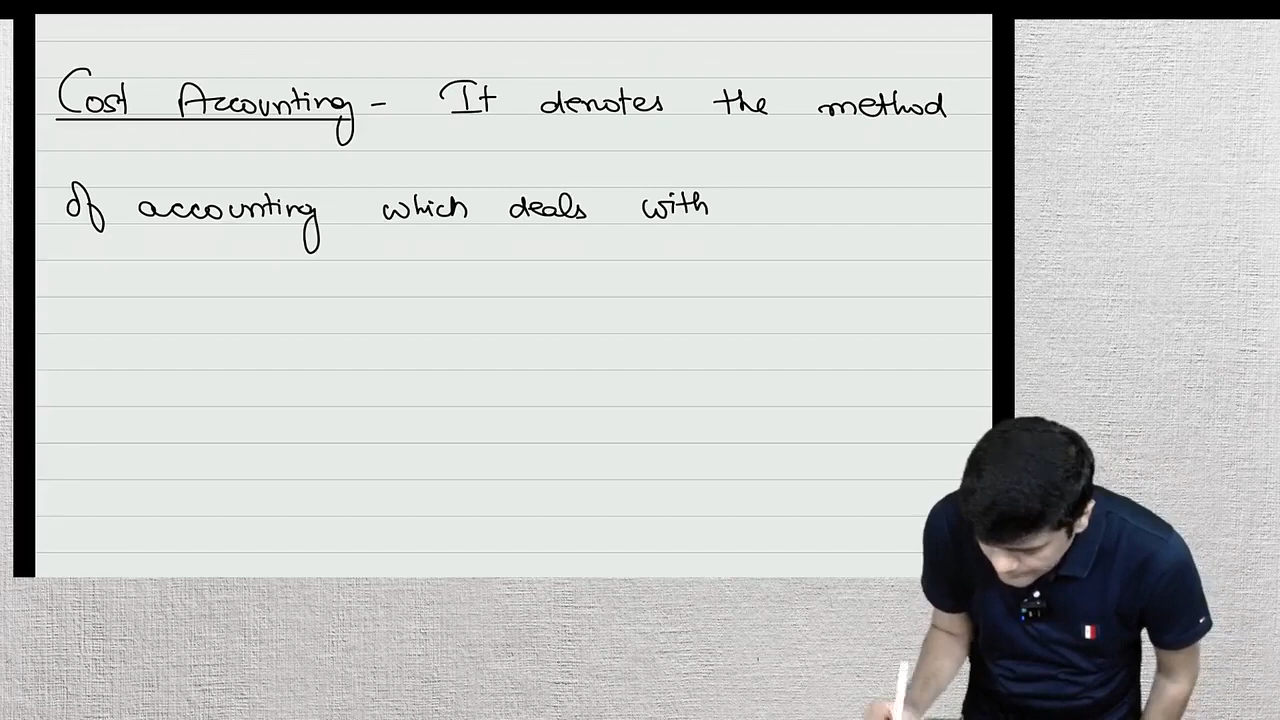 Cost Accounting - It denotes the method
of accounting which deals with